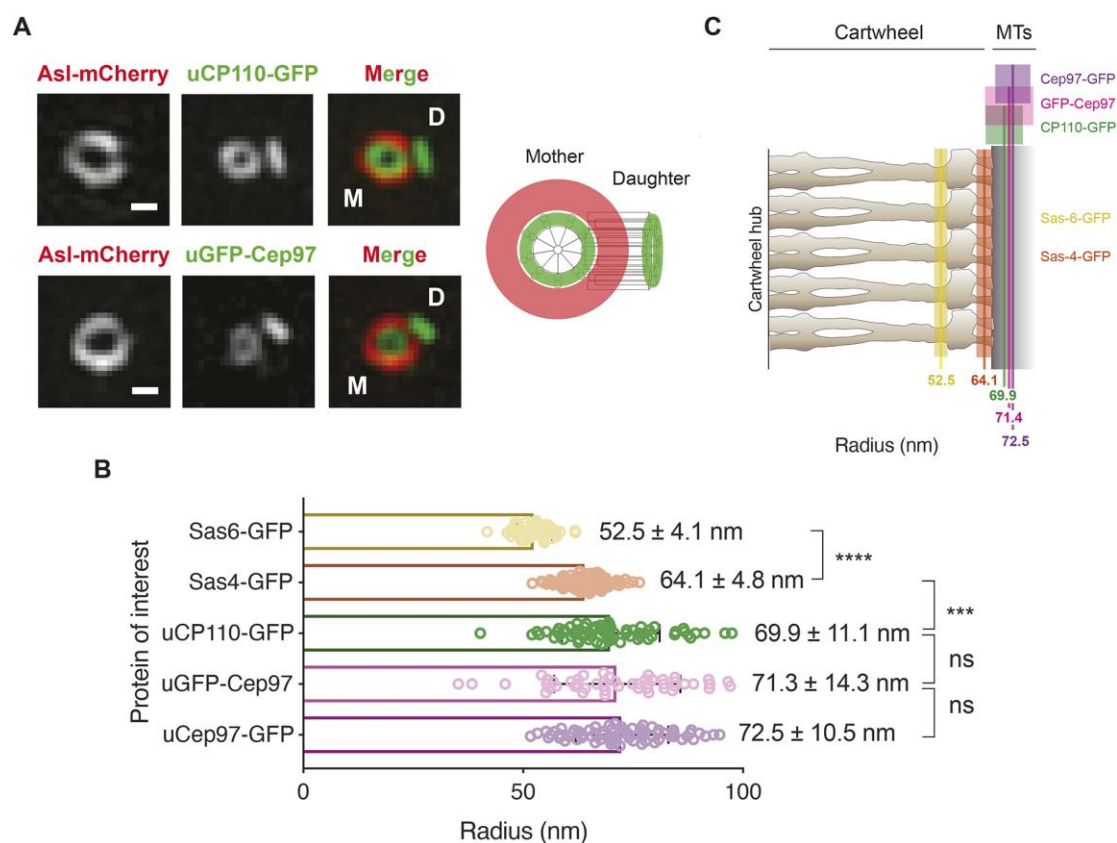 A
Asl-mCherry uCP110-GFP Merge
D
M
Asl-mCherry uGFP-Cep97 Merge
D
M
Mother
Daughter
C
Cartwheel MTs
Cep97-GFP
GFP-Cep97
CP110-GFP
Cartwheel hub
Sas-6-GFP
Sas-4-GFP
52.5 64.1
69.9
71.4
72.5
Radius (nm)
B
Protein of interest
Sas6-GFP 52.5 ± 4.1 nm
****
Sas4-GFP 64.1 ± 4.8 nm
***
uCP110-GFP 69.9 ± 11.1 nm
ns
uGFP-Cep97 71.3 ± 14.3 nm
ns
uCep97-GFP 72.5 ± 10.5 nm
0 50 100
Radius (nm)